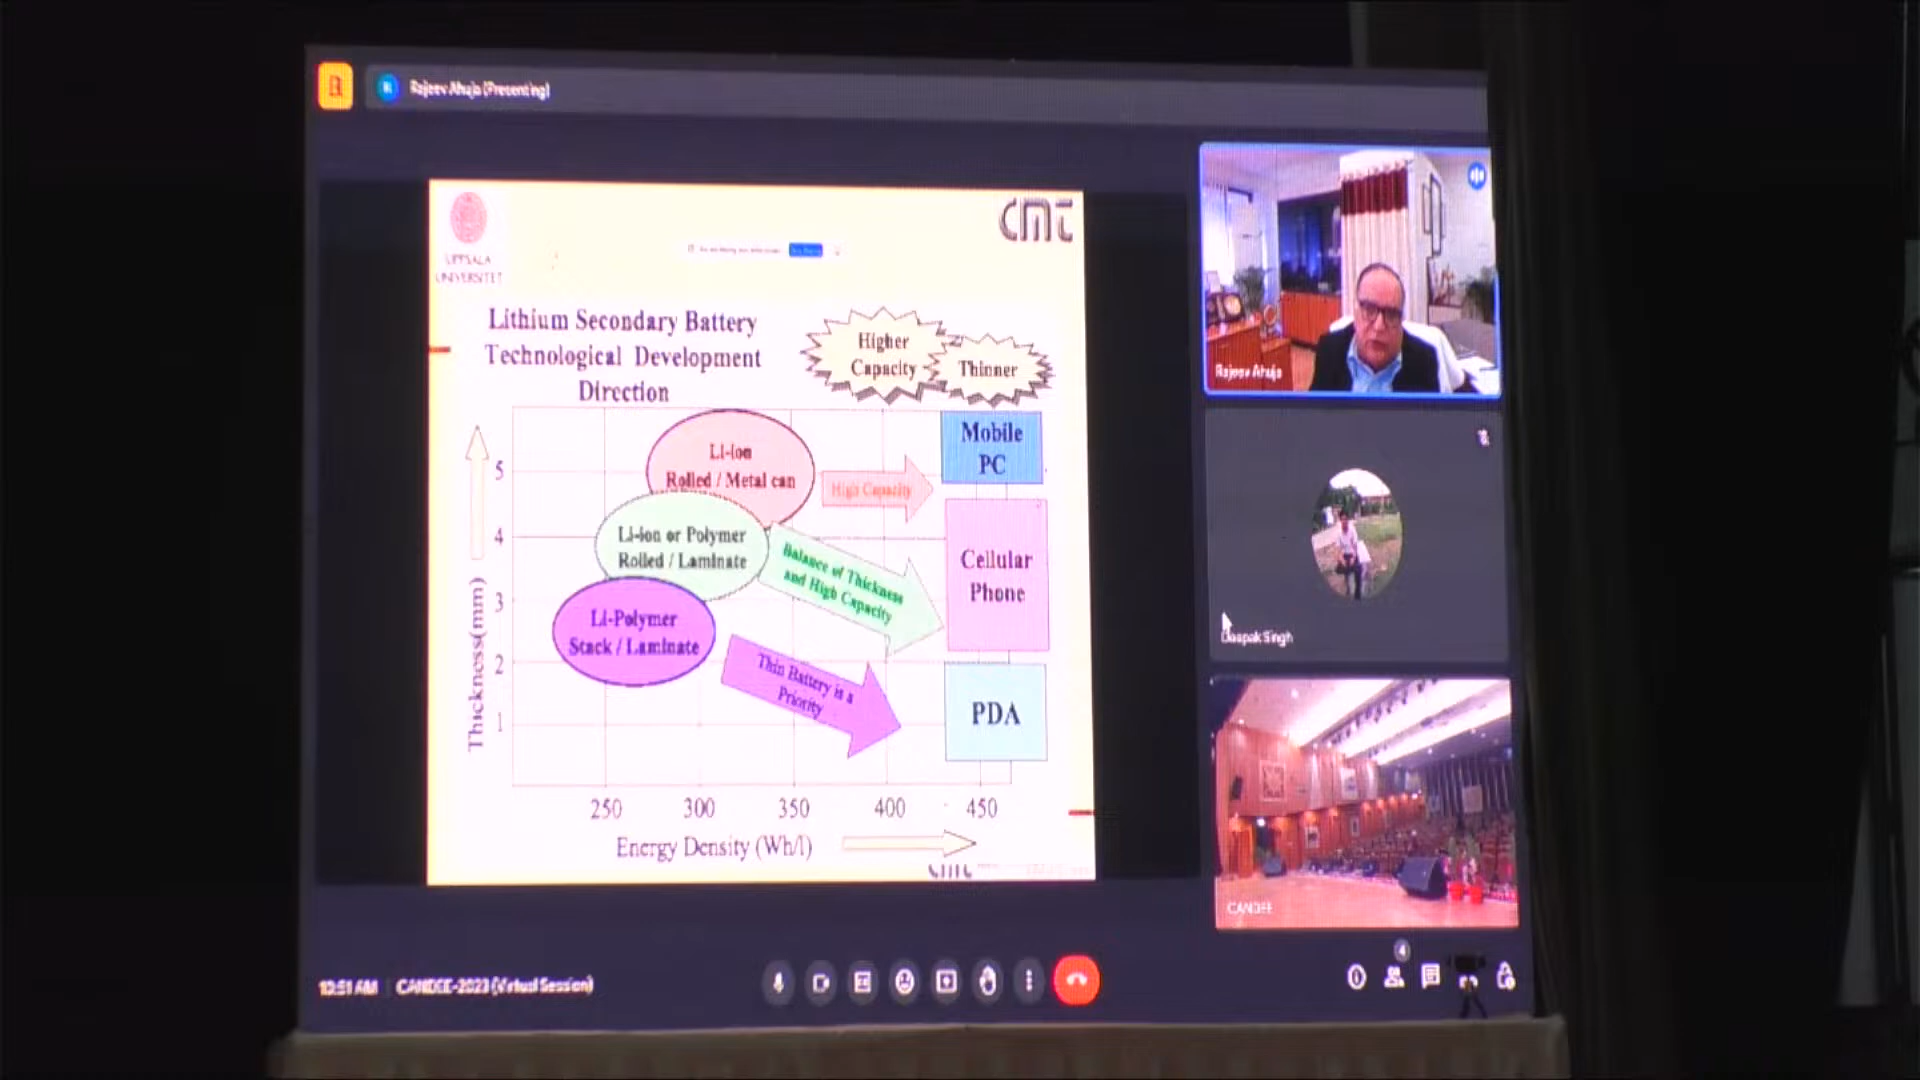 Rajeev Ahuja (Presenting)
UPPSALA
UNIVERSITET
CMT
Lithium Secondary Battery
Technological Development
Direction
Higher
Capacity
Thinner
Li-ion
Rolled / Metal can
High Capacity
Mobile
PC
Li-ion or Polymer
Rolled / Laminate
Balance of Thickness
and High Capacity
Cellular
Phone
Li-Polymer
Stack / Laminate
Thin Battery is a
Priority
PDA
Thickness(mm)
5
4
3
2
1
250 300 350 400 450
Energy Density (Wh/l)
Rajeev Ahuja
Deepak Singh
CANDEE
10:51 AM | CANDEE-2023 (Virtual Session)
4